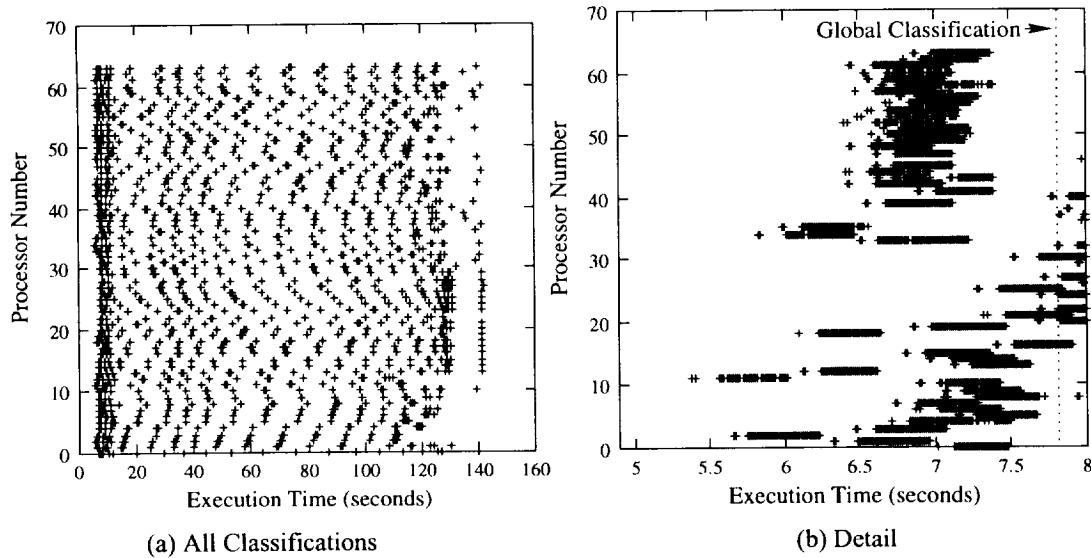 70
60
50
40
30
20
10
0
Processor Number
0 20 40 60 80 100 120 140 160
Execution Time (seconds)
(a) All Classifications
Global Classification
70
60
50
40
30
20
10
0
Processor Number
5 5.5 6 6.5 7 7.5 8
Execution Time (seconds)
(b) Detail